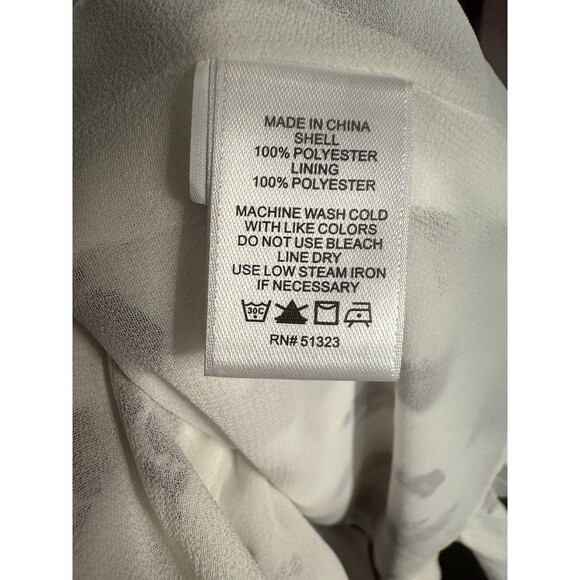 MADE IN CHINA
SHELL
100% POLYESTER
LINING
100% POLYESTER
MACHINE WASH COLD
WITH LIKE COLORS
DO NOT USE BLEACH
LINE DRY
USE LOW STEAM IRON
IF NECESSARY
30C
RN# 51323